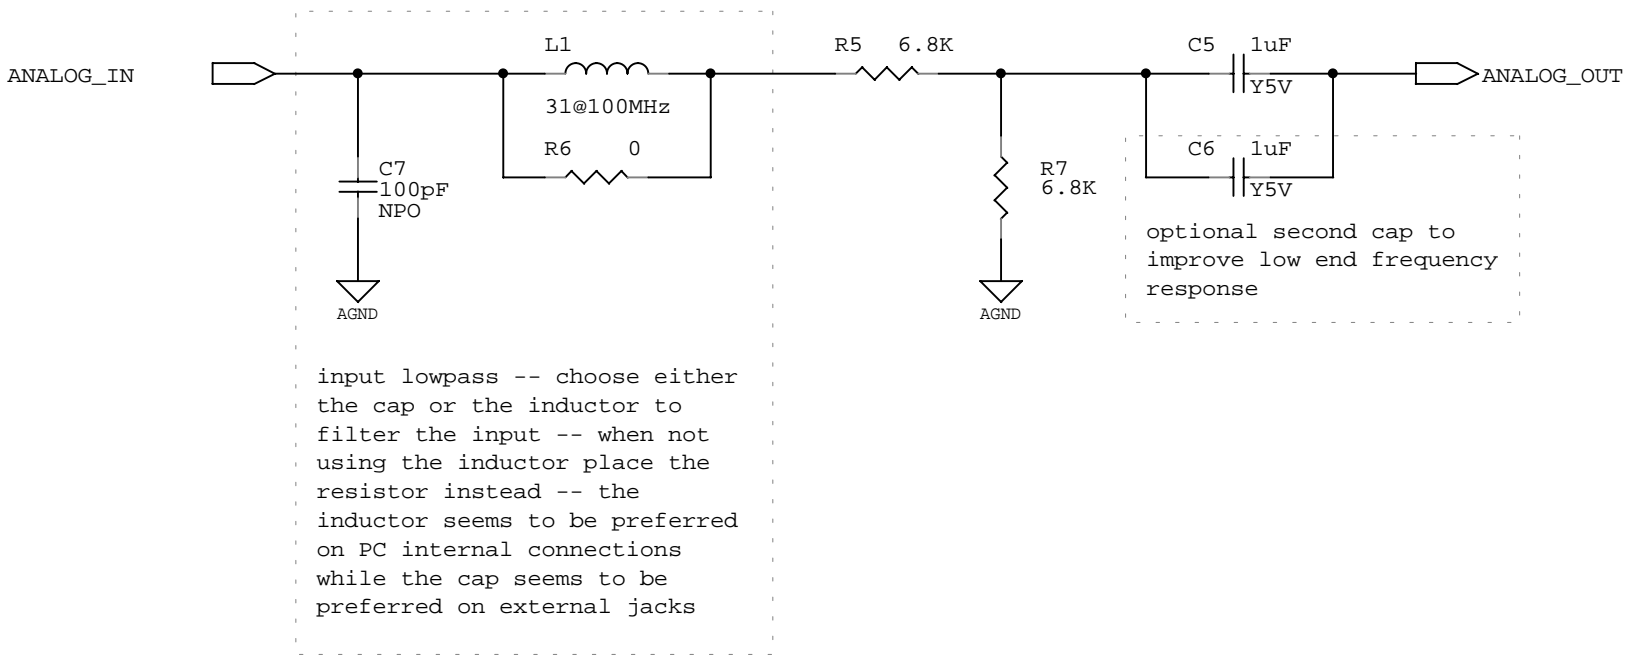 L1
R5 6.8K
C5 1uF
ANALOG_IN
ANALOG_OUT
Y5V
31@100MHz
R6 0
C6 1uF
C7
100pF
NPO
R7
6.8K
Y5V
optional second cap to
improve low end frequency
response
AGND
AGND
input lowpass -- choose either
the cap or the inductor to
filter the input -- when not
using the inductor place the
resistor instead -- the
inductor seems to be preferred
on PC internal connections
while the cap seems to be
preferred on external jacks